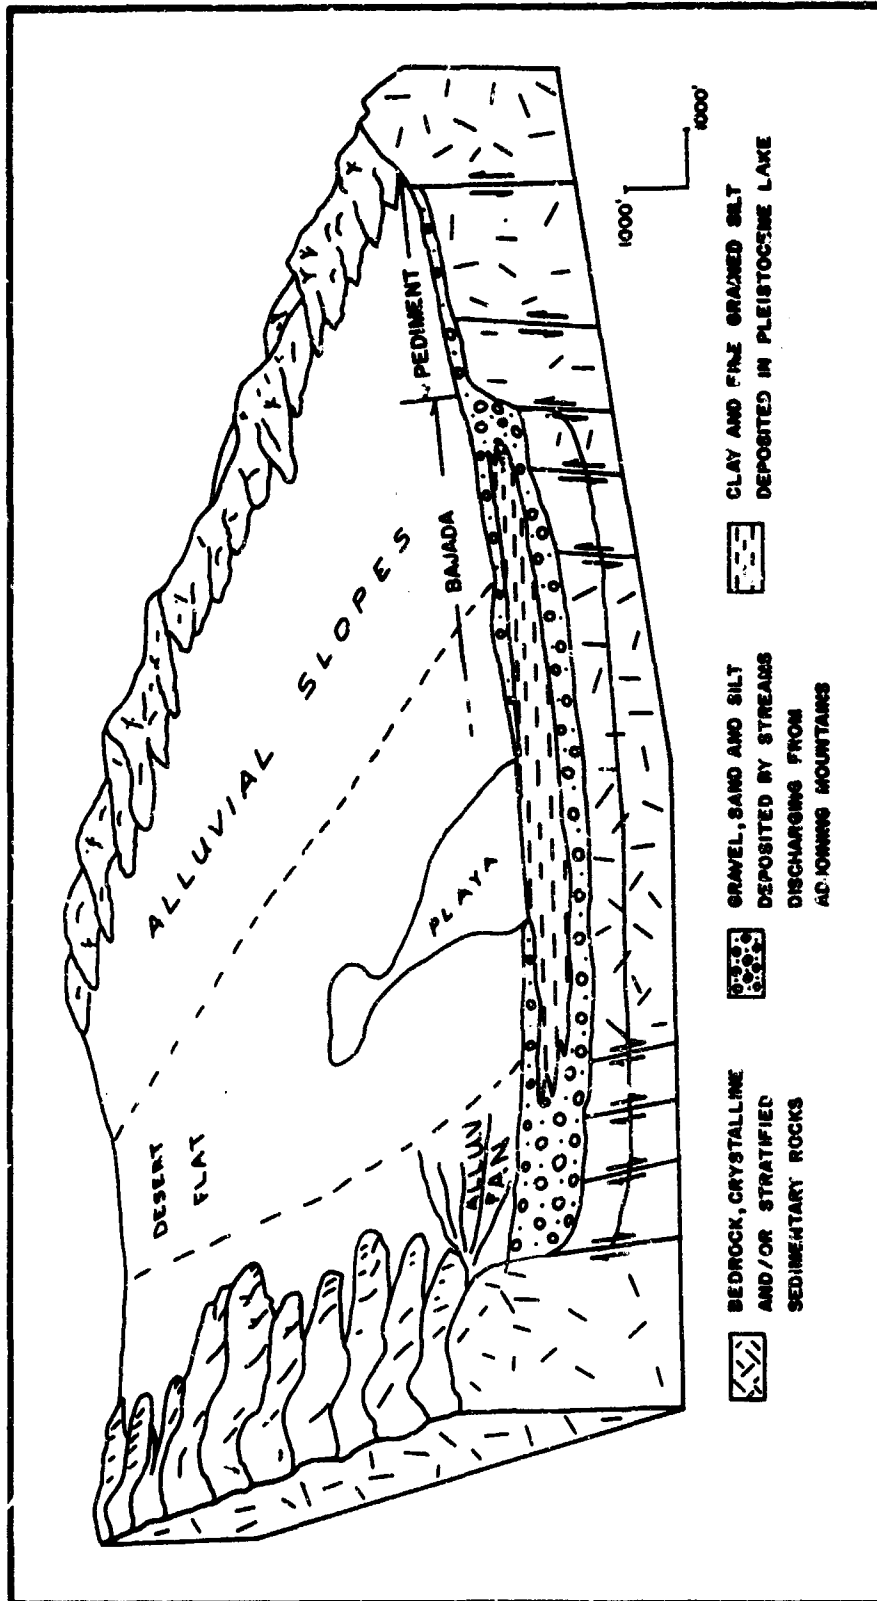 DESERT
FLAT
ALLUVIAL SLOPES
PLAYA
ALLUV
FAN
BAJADA
PEDIMENT
1000'
1000'
BEDROCK, CRYSTALLINE
AND/OR STRATIFIED
SEDIMENTARY ROCKS
GRAVEL, SAND AND SILT
DEPOSITED BY STREAMS
DISCHARGING FROM
ADJOINING MOUNTAINS
CLAY AND FINE GRAINED SILT
DEPOSITED IN PLEISTOCENE LAKE